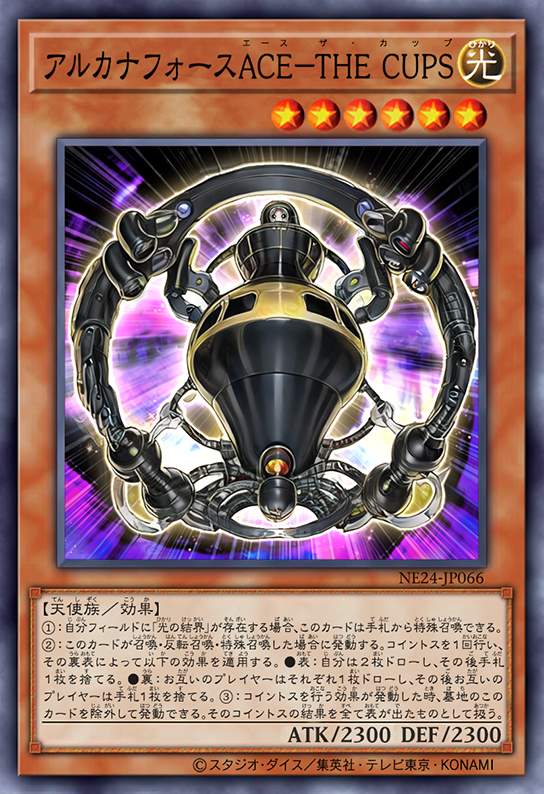 エース ザ・カップ
アルカナフォースACE－THE CUPS
ひかり
光
NE24-JP066
【天使族／効果】
①：自分フィールドに「光の結界」が存在する場合、このカードは手札から特殊召喚できる。
②：このカードが召喚・反転召喚・特殊召喚した場合に発動する。コイントスを１回行い、
その裏表によって以下の効果を適用する。●表：自分は２枚ドローし、その後手札
１枚を捨てる。●裏：お互いのプレイヤーはそれぞれ１枚ドローし、その後お互いの
プレイヤーは手札１枚を捨てる。③：コイントスを行う効果が発動した時、墓地のこの
カードを除外して発動できる。そのコイントスの結果を全て表が出たものとして扱う。
ATK/2300 DEF/2300
©スタジオ・ダイス／集英社・テレビ東京・KONAMI